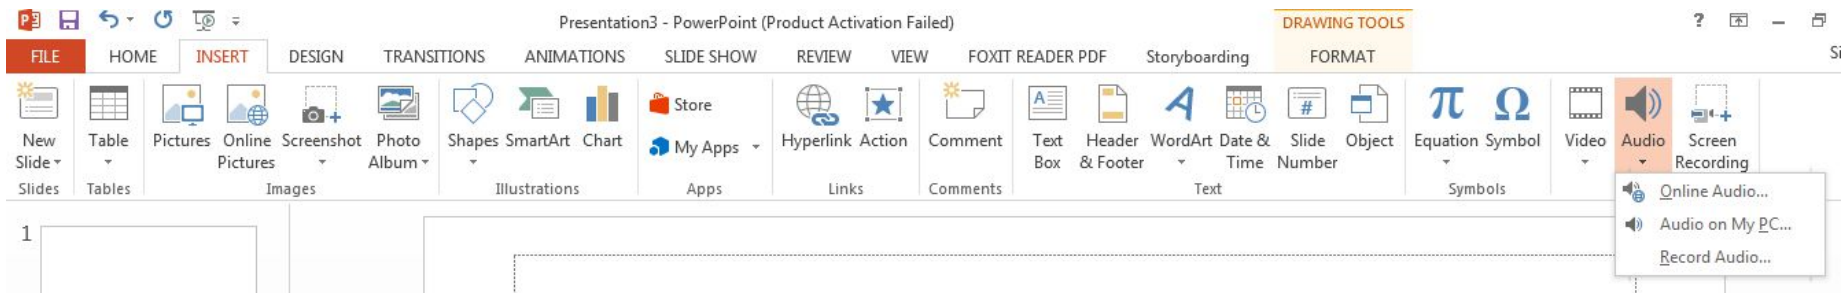 Presentation3 - PowerPoint (Product Activation Failed)
DRAWING TOOLS
?
FILE HOME INSERT DESIGN TRANSITIONS ANIMATIONS SLIDE SHOW REVIEW VIEW FOXIT READER PDF Storyboarding FORMAT Si
New Slide
Table
Pictures
Online Pictures
Screenshot
Photo Album
Shapes
SmartArt
Chart
Store
My Apps
Hyperlink
Action
Comment
Text Box
Header & Footer
WordArt
Date & Time
Slide Number
Object
Equation
Symbol
Video
Audio
Screen Recording
Slides Tables Images Illustrations Apps Links Comments Text Symbols
Online Audio...
Audio on My PC...
Record Audio...
1